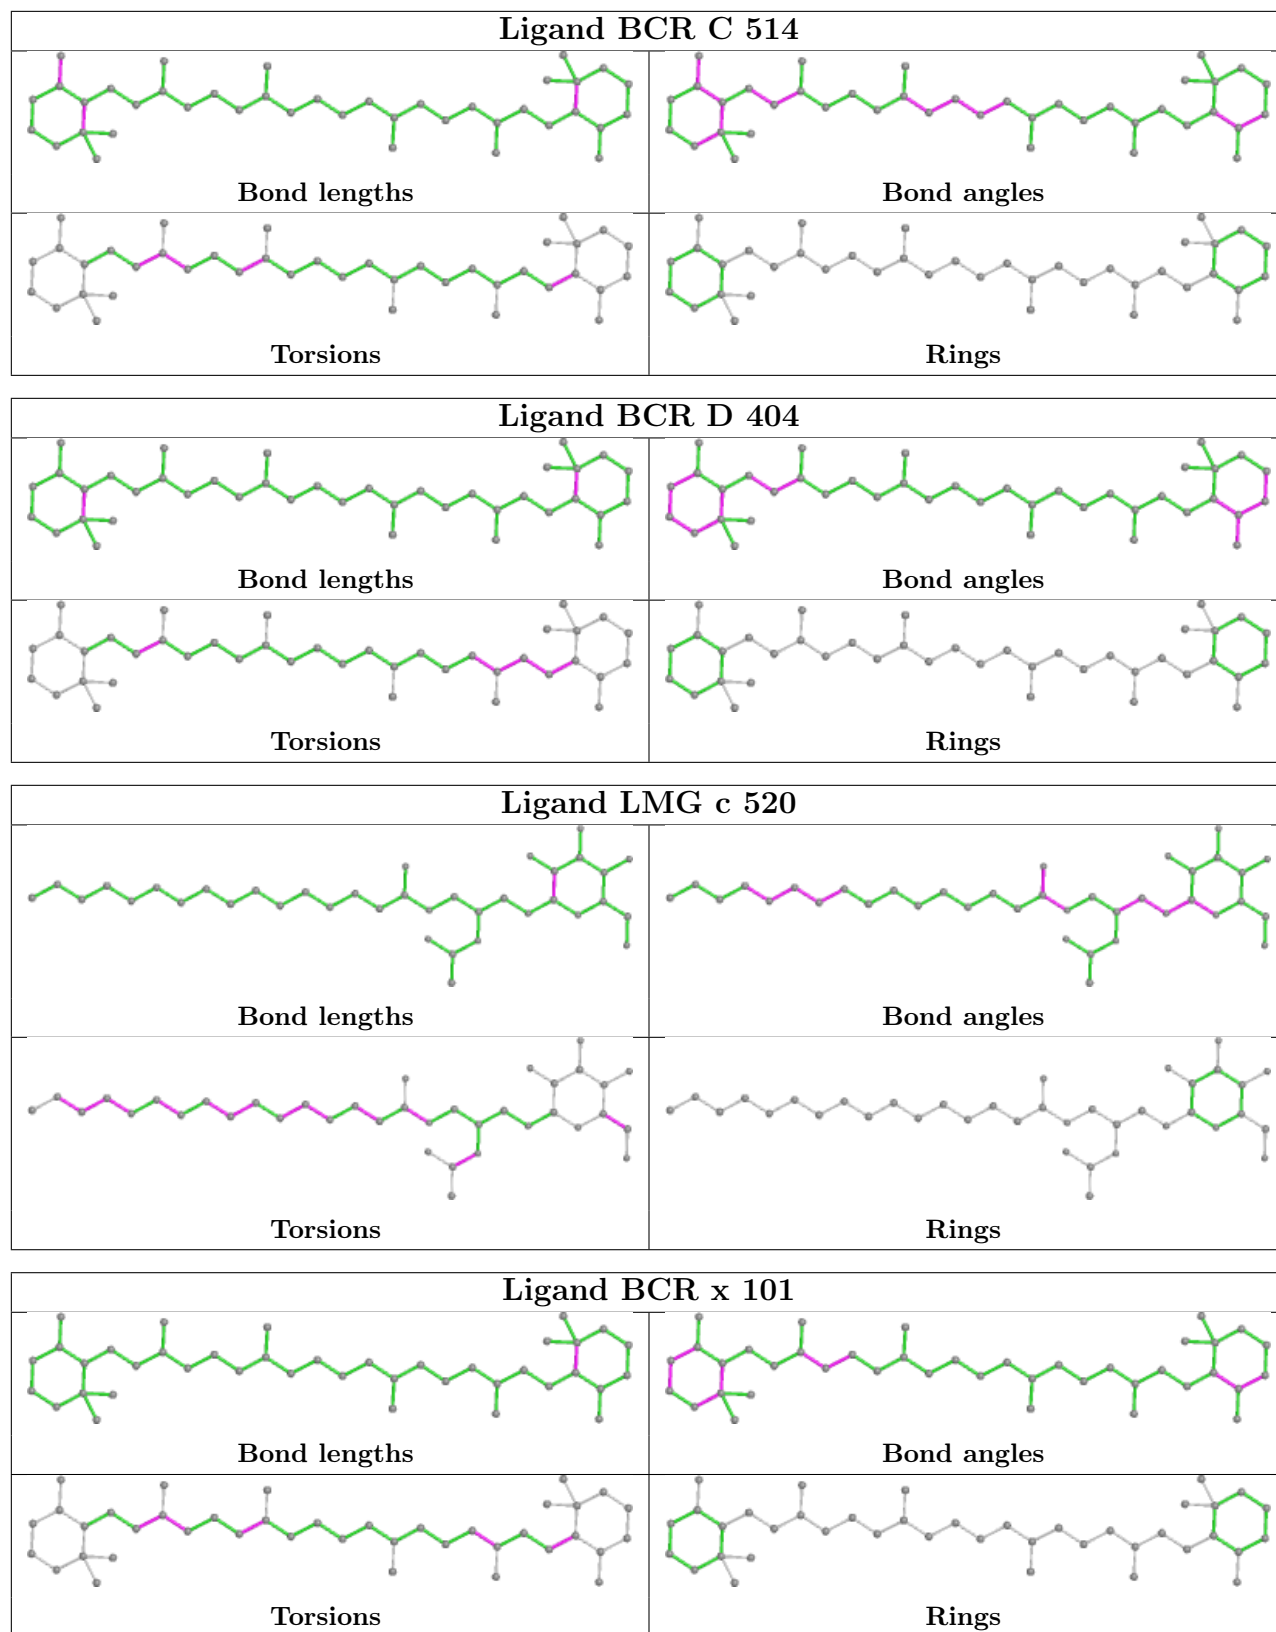 Ligand BCR C 514
Bond lengths Bond angles
Torsions Rings
Ligand BCR D 404
Bond lengths Bond angles
Torsions Rings
Ligand LMG c 520
Bond lengths Bond angles
Torsions Rings
Ligand BCR x 101
Bond lengths Bond angles
Torsions Rings